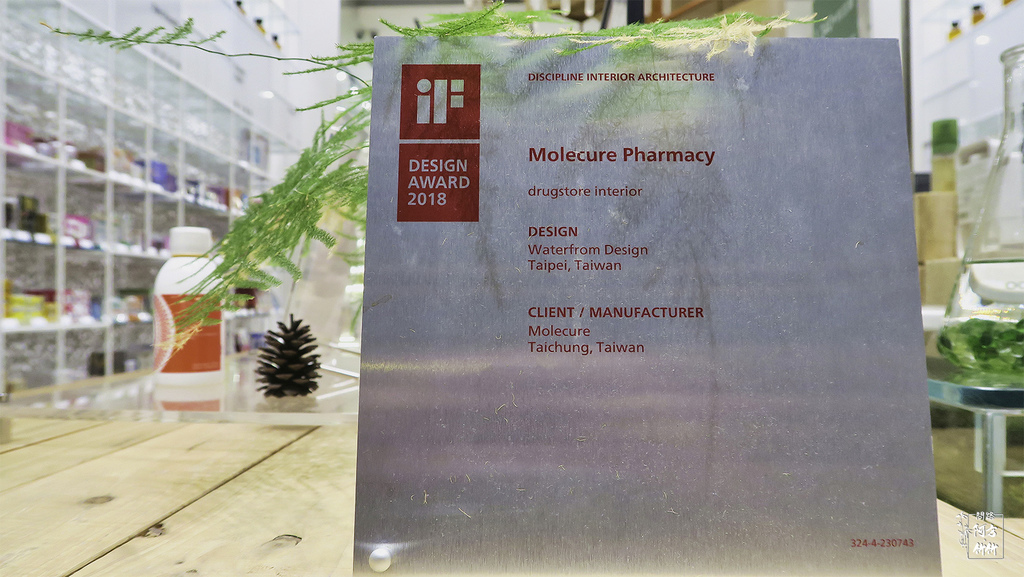 iF
DESIGN
AWARD
2018
DISCIPLINE INTERIOR ARCHITECTURE
Molecure Pharmacy
drugstore interior
DESIGN
Waterfrom Design
Taipei, Taiwan
CLIENT / MANUFACTURER
Molecure
Taichung, Taiwan
324-4-230743